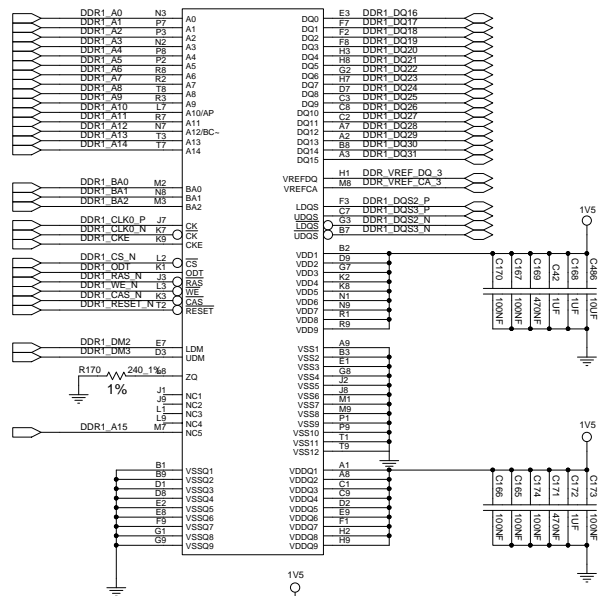 DDR1_A0 N3 A0
DDR1_A1 P7 A1
DDR1_A2 P3 A2
DDR1_A3 N2 A3
DDR1_A4 P8 A4
DDR1_A5 P2 A5
DDR1_A6 R8 A6
DDR1_A7 R2 A7
DDR1_A8 T8 A8
DDR1_A9 R3 A9
DDR1_A10 L7 A10/AP
DDR1_A11 R7 A11
DDR1_A12 N7 A12/BC~
DDR1_A13 T3 A13
DDR1_A14 T7 A14
DDR1_BA0 M2 BA0
DDR1_BA1 N8 BA1
DDR1_BA2 M3 BA2
DDR1_CLK0_P J7 CK
DDR1_CLK0_N K7 CK
DDR1_CKE K9 CKE
DDR1_CS_N L2 CS
DDR1_ODT K1 ODT
DDR1_RAS_N J3 RAS
DDR1_WE_N L3 WE
DDR1_CAS_N K3 CAS
DDR1_RESET_N T2 RESET
DDR1_DM2 E7 LDM
DDR1_DM3 D3 UDM
R170 240_1% L8 ZQ
1%
J1 NC1
J9 NC2
L1 NC3
L9 NC4
DDR1_A15 M7 NC5
B1 VSSQ1
B9 VSSQ2
D1 VSSQ3
D8 VSSQ4
E2 VSSQ5
E8 VSSQ6
F9 VSSQ7
G1 VSSQ8
G9 VSSQ9
DQ0 E3 DDR1_DQ16
DQ1 F7 DDR1_DQ17
DQ2 F2 DDR1_DQ18
DQ3 F8 DDR1_DQ19
DQ4 H3 DDR1_DQ20
DQ5 H8 DDR1_DQ21
DQ6 G2 DDR1_DQ22
DQ7 H7 DDR1_DQ23
DQ8 D7 DDR1_DQ24
DQ9 C3 DDR1_DQ25
DQ10 C8 DDR1_DQ26
DQ11 C2 DDR1_DQ27
DQ12 A7 DDR1_DQ28
DQ13 A2 DDR1_DQ29
DQ14 B8 DDR1_DQ30
DQ15 A3 DDR1_DQ31
VREFDQ H1 DDR_VREF_DQ_3
VREFCA M8 DDR_VREF_CA_3
LDQS F3 DDR1_DQS2_P
UDQS C7 DDR1_DQS3_P
LDQS G3 DDR1_DQS2_N
UDQS B7 DDR1_DQS3_N
VDD1 B2
VDD2 D9
VDD3 G7
VDD4 K2
VDD5 K8
VDD6 N1
VDD7 N9
VDD8 R1
VDD9 R9
VSS1 A9
VSS2 B3
VSS3 E1
VSS4 G8
VSS5 J2
VSS6 J8
VSS7 M1
VSS8 M9
VSS9 P1
VSS10 P9
VSS11 T1
VSS12 T9
VDDQ1 A1
VDDQ2 A8
VDDQ3 C1
VDDQ4 C9
VDDQ5 D2
VDDQ6 E9
VDDQ7 F1
VDDQ8 H2
VDDQ9 H9
1V5
C170 100NF
C167 100NF
C169 470NF
C42 1UF
C168 1UF
C486 10UF
1V5
C166 100NF
C165 100NF
C174 100NF
C171 470NF
C172 1UF
C173 100NF
1V5